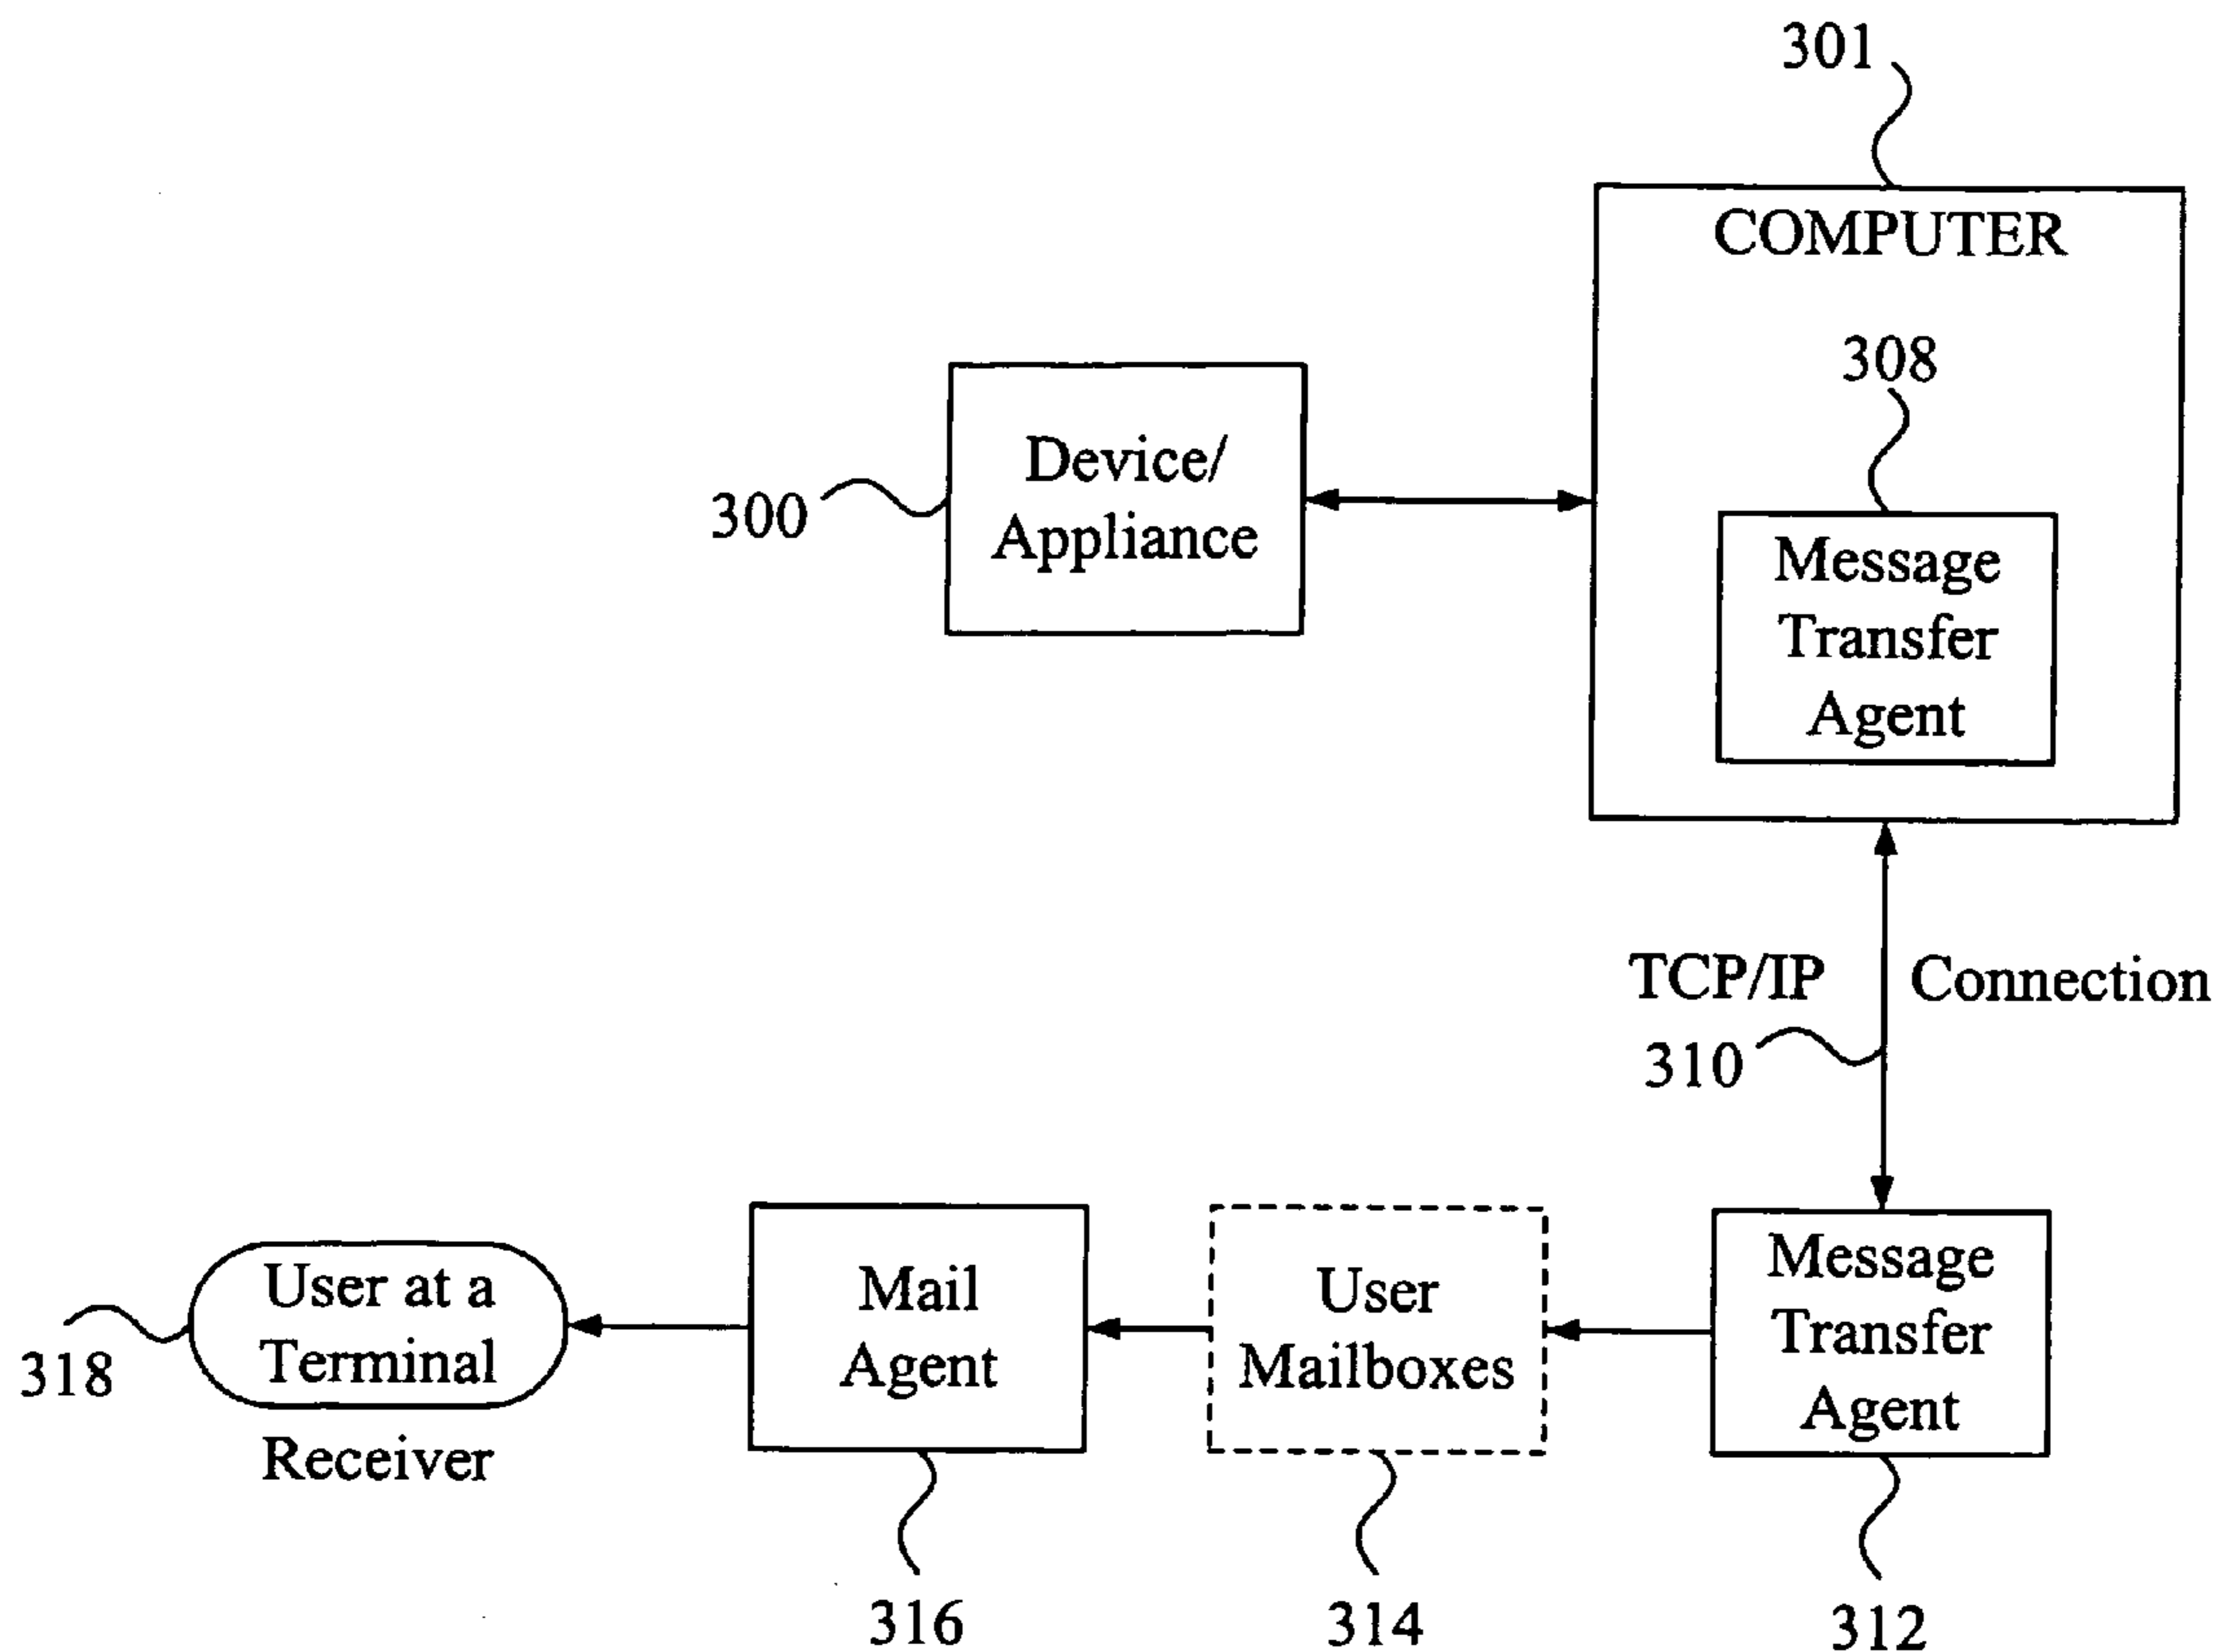 301
COMPUTER
308
Device/
Appliance
300
Message
Transfer
Agent
TCP/IP Connection
310
User at a
Terminal
318
Receiver
Mail
Agent
316
User
Mailboxes
314
Message
Transfer
Agent
312